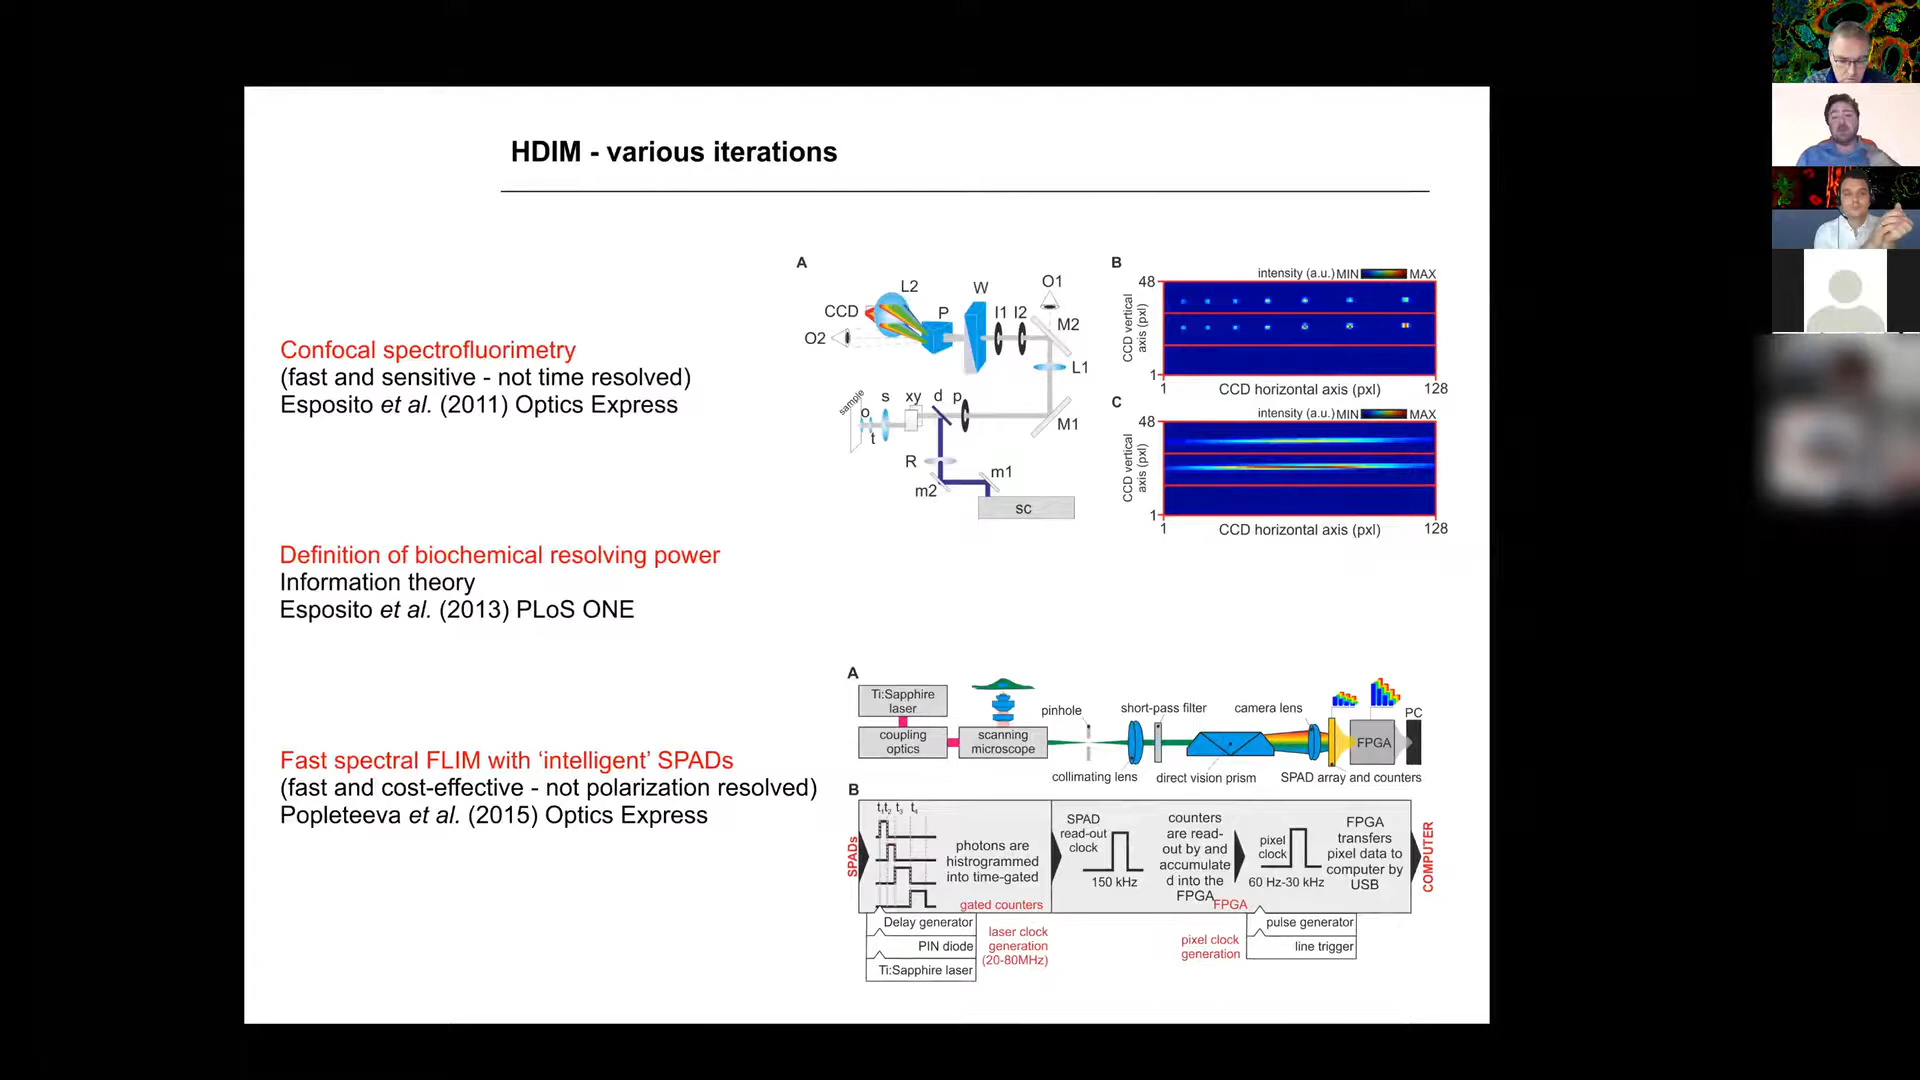 HDIM - various iterations
Confocal spectrofluorimetry
(fast and sensitive - not time resolved)
Esposito et al. (2011) Optics Express
Definition of biochemical resolving power
Information theory
Esposito et al. (2013) PLoS ONE
Fast spectral FLIM with ‘intelligent’ SPADs
(fast and cost-effective - not polarization resolved)
Popleteeva et al. (2015) Optics Express
A
L2
W
O1
CCD
P
I1 I2
M2
O2
L1
sample
o
t
s
xy
d
p
M1
R
m1
m2
sc
B
intensity (a.u.) MIN MAX
48
CCD vertical
axis (pxl)
1
1
CCD horizontal axis (pxl)
128
C
intensity (a.u.) MIN MAX
48
CCD vertical
axis (pxl)
1
1
CCD horizontal axis (pxl)
128
A
Ti:Sapphire
laser
coupling
optics
scanning
microscope
pinhole
collimating lens
short-pass filter
direct vision prism
camera lens
SPAD array and counters
FPGA
PC
B
SPADs
t1 t2 t3 t4
photons are
histrogrammed
into time-gated
gated counters
SPAD
read-out
clock
150 kHz
counters
are read-
out by and
accumulate
d into the
FPGA
FPGA
pixel
clock
60 Hz-30 kHz
FPGA
transfers
pixel data to
computer by
USB
COMPUTER
Delay generator
PIN diode
Ti:Sapphire laser
laser clock
generation
(20-80MHz)
pixel clock
generation
pulse generator
line trigger